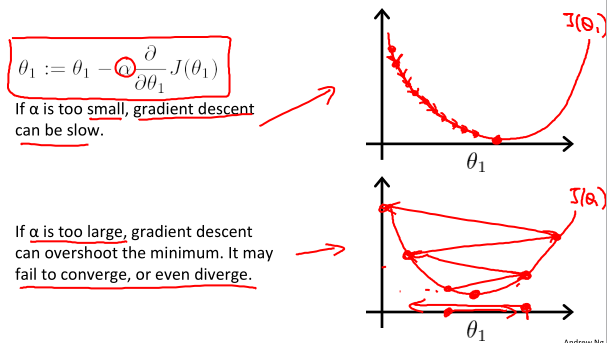 θ₁ := θ₁ − α ∂/∂θ₁ J(θ₁)
If α is too small, gradient descent
can be slow.
J(θ₁)
θ₁
If α is too large, gradient descent
can overshoot the minimum. It may
fail to converge, or even diverge.
J(θ₁)
θ₁
Andrew Ng